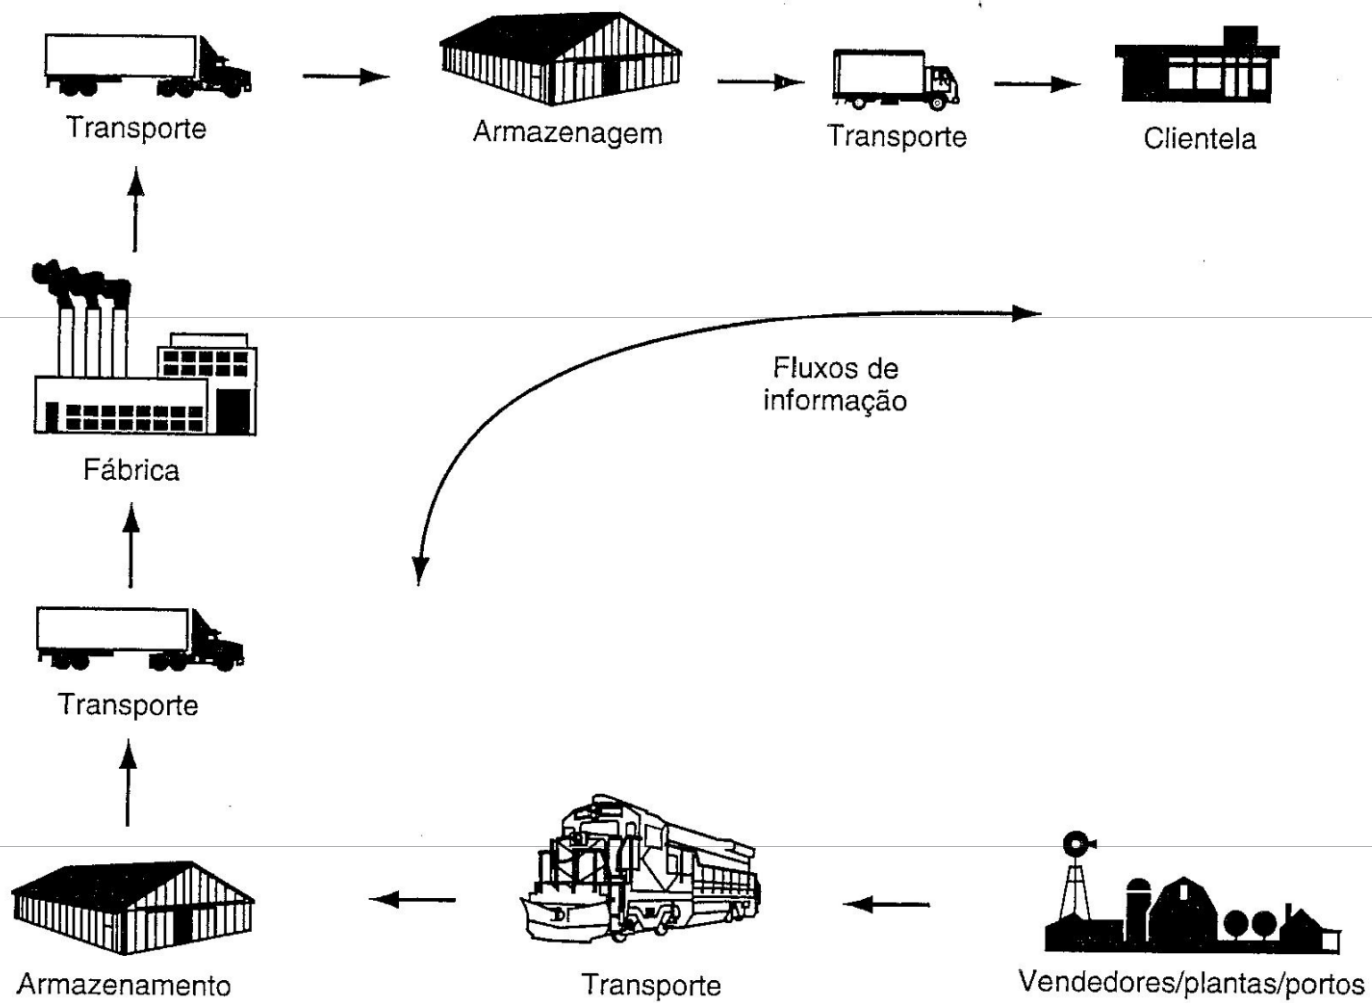 Transporte
Armazenagem
Transporte
Clientela
Fluxos de
informação
Fábrica
Transporte
Armazenamento
Transporte
Vendedores/plantas/portos